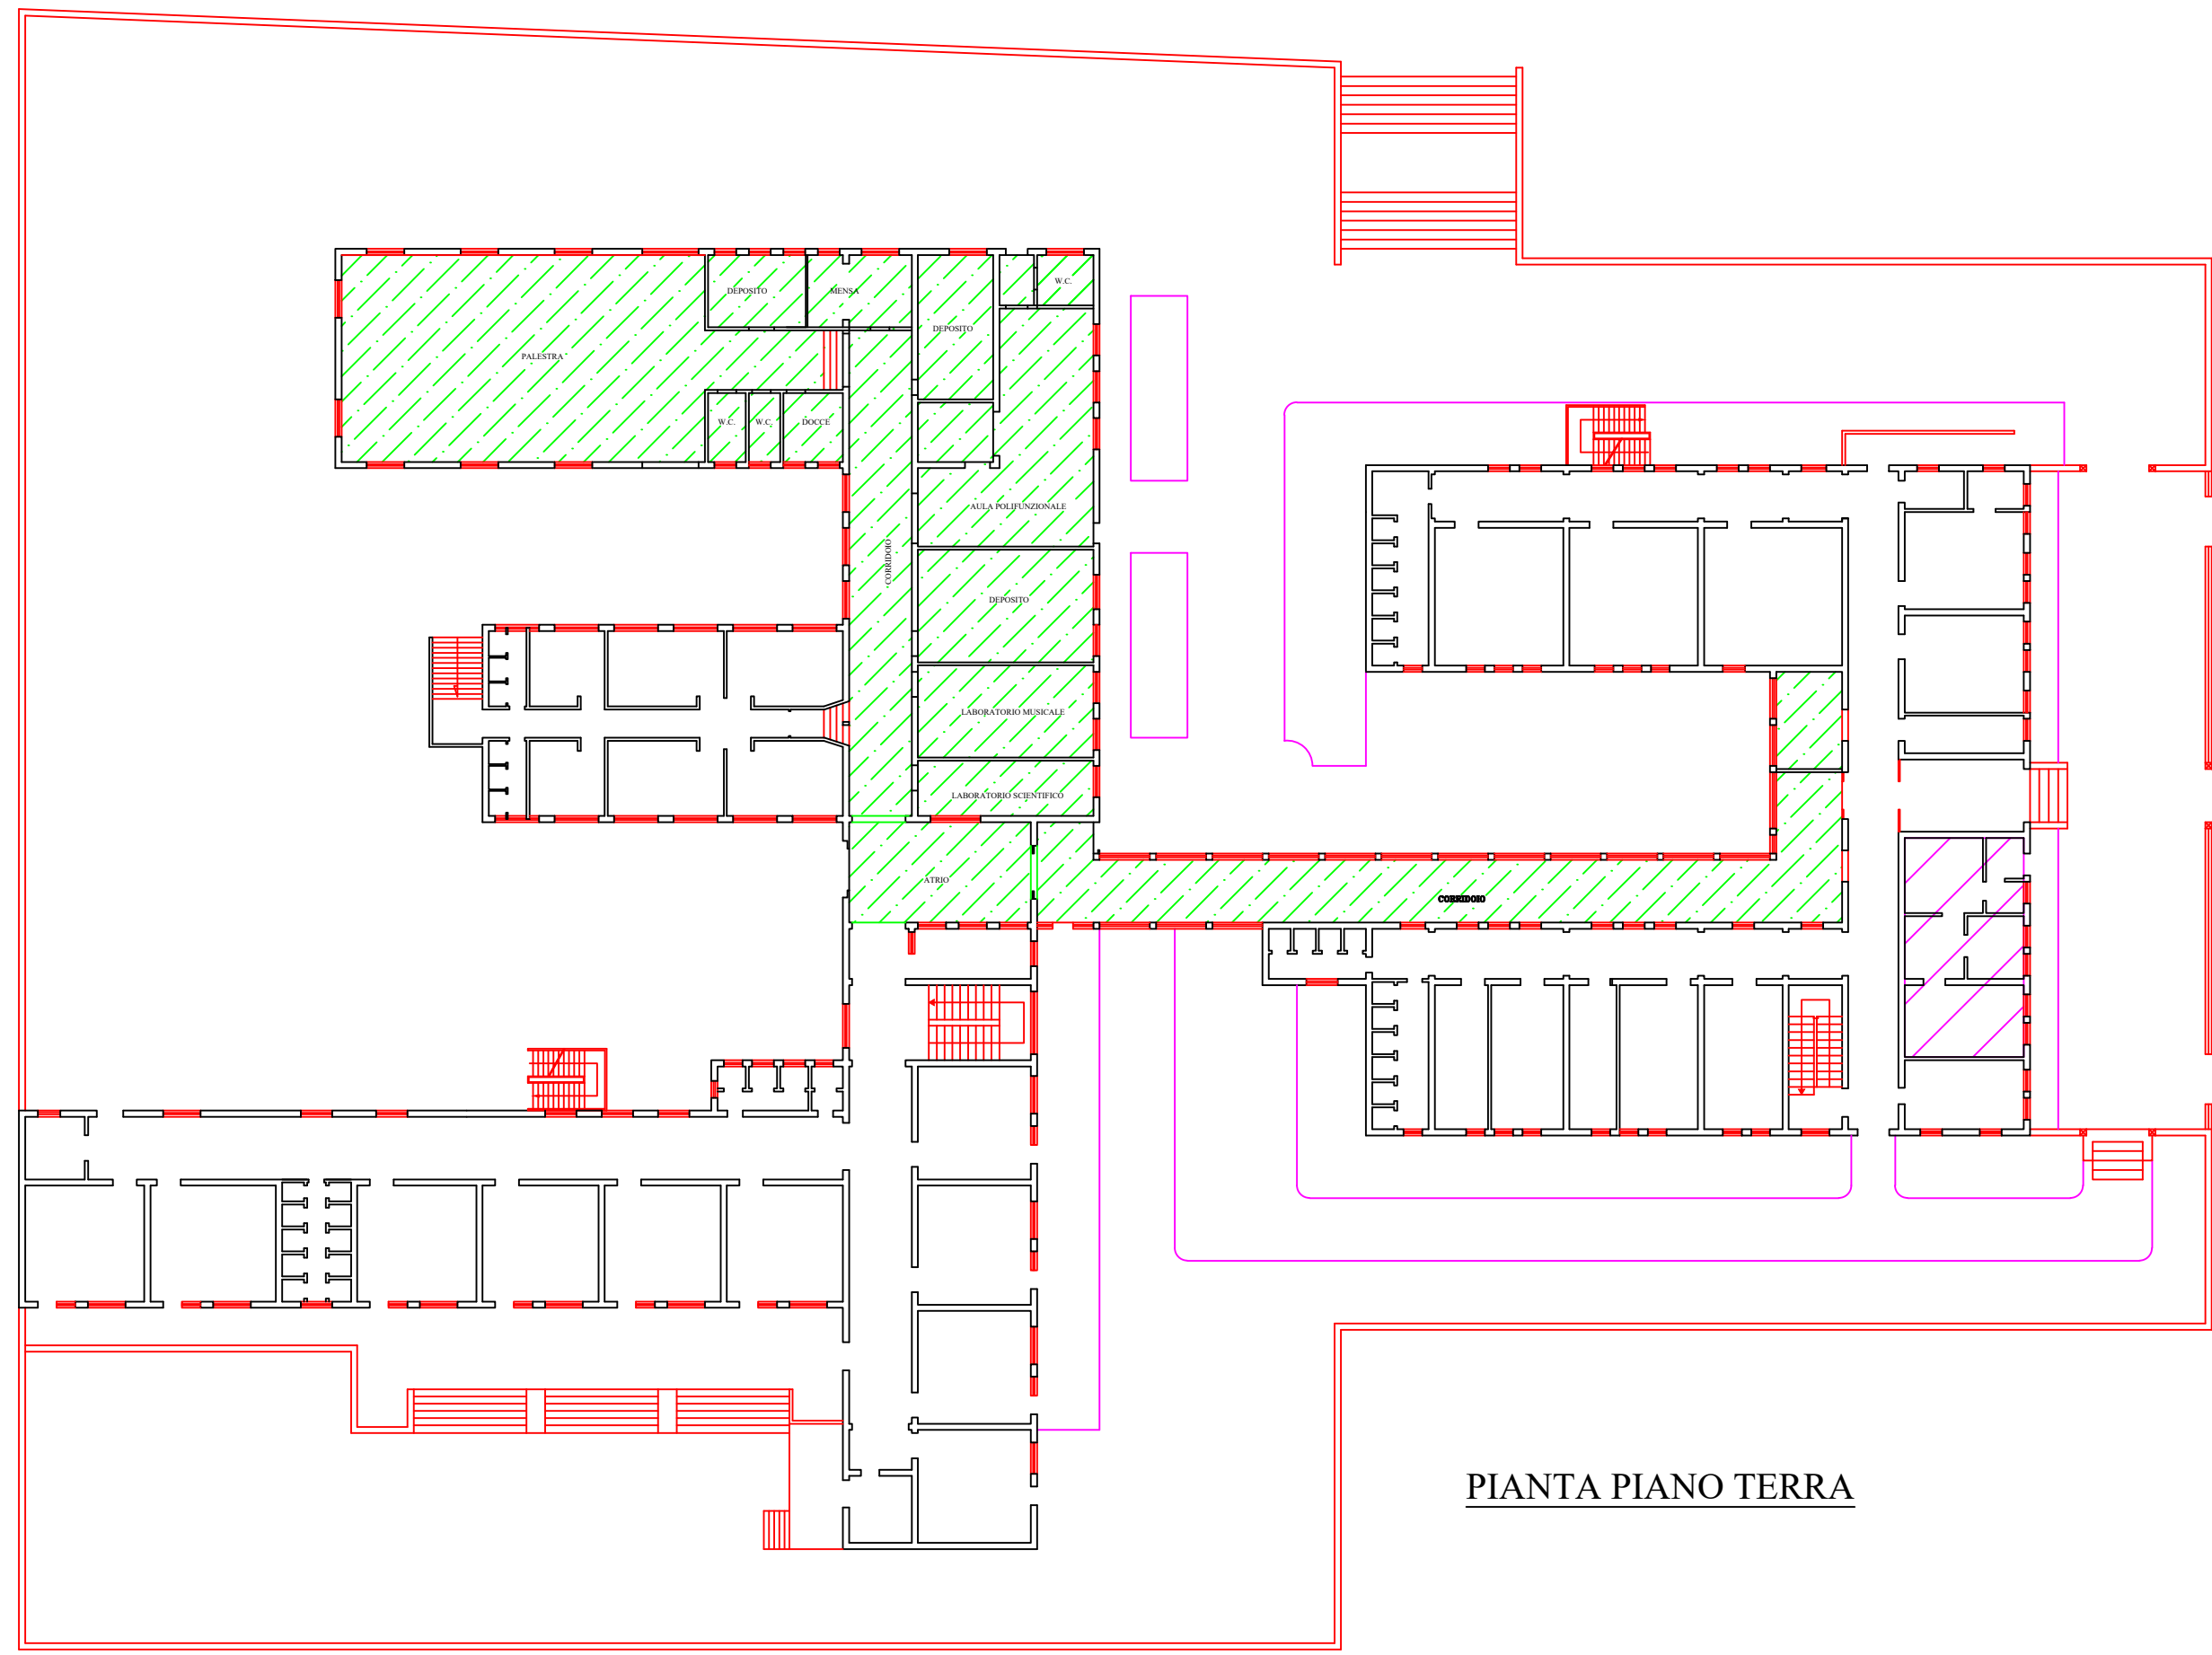 W.C.
DEPOSITO
MENSA
DEPOSITO
PALESTRA
W.C.
W.C.
DOCCE
AULA POLIFUNZIONALE
CORRIDOIO
DEPOSITO
LABORATORIO MUSICALE
LABORATORIO SCIENTIFICO
ATRIO
CORRIDOIO
PIANTA PIANO TERRA